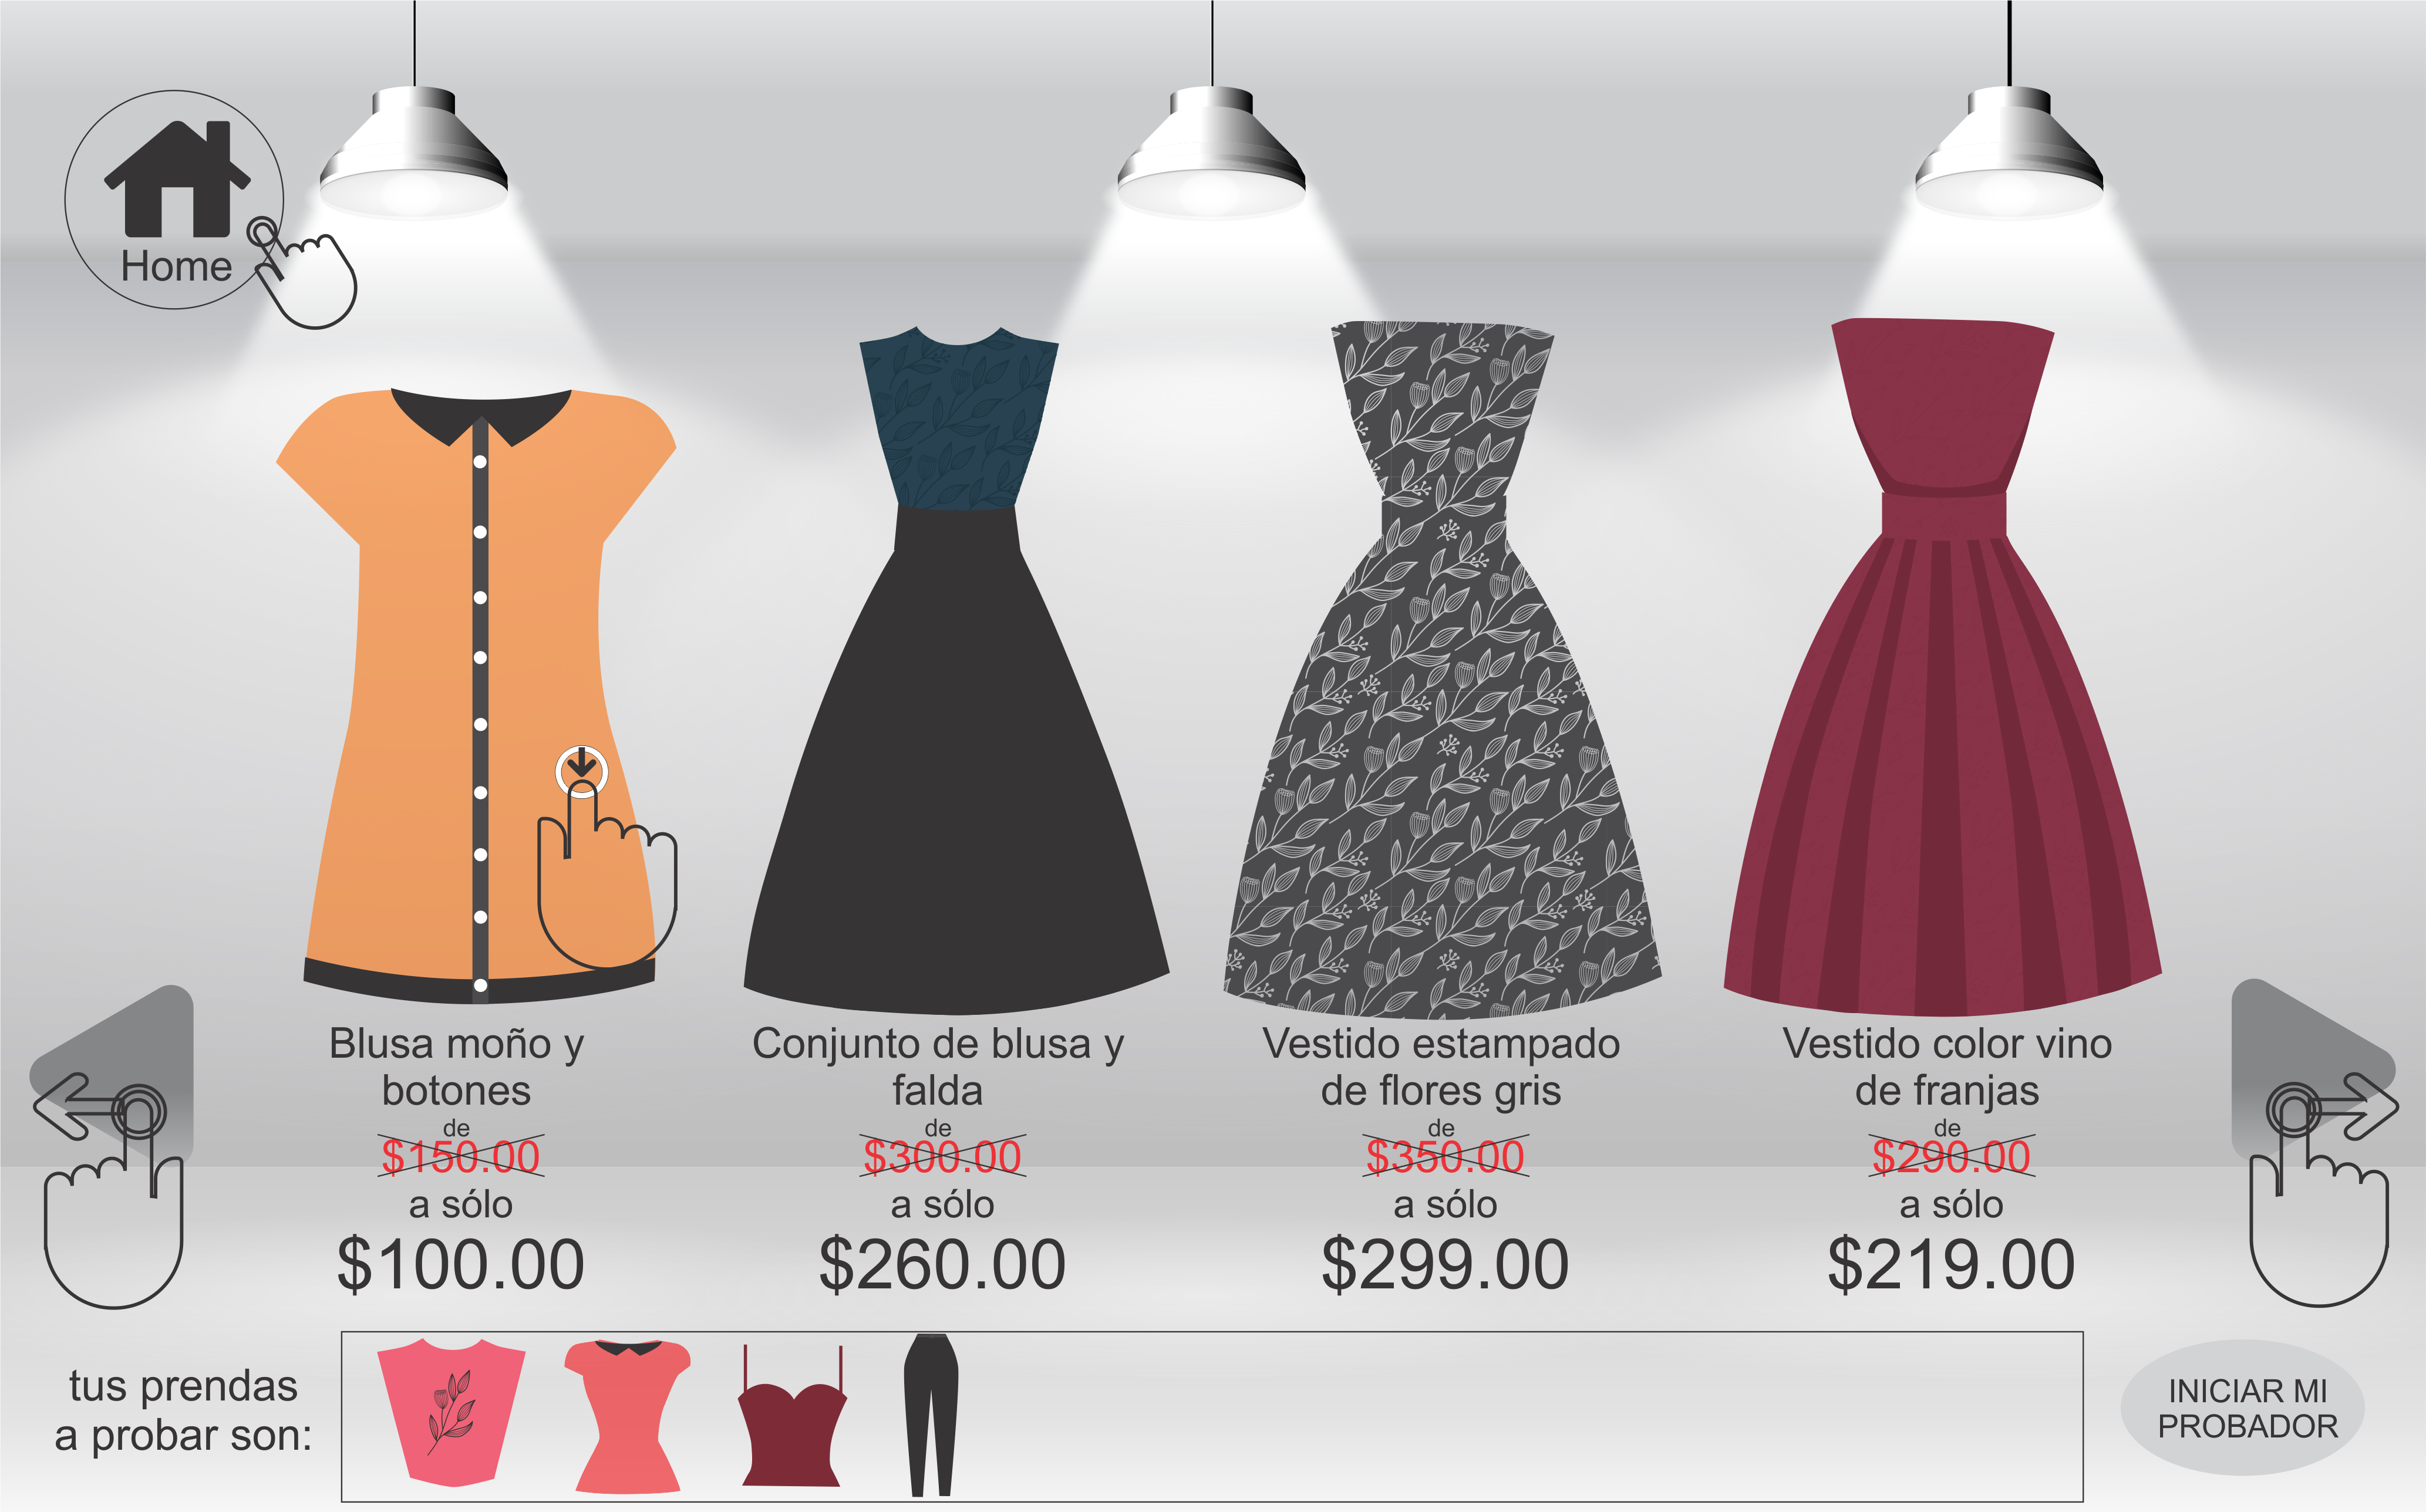 Home
Blusa moño y
botones
de
$150.00
a sólo
$100.00
Conjunto de blusa y
falda
de
$300.00
a sólo
$260.00
Vestido estampado
de flores gris
de
$350.00
a sólo
$299.00
Vestido color vino
de franjas
de
$290.00
a sólo
$219.00
tus prendas
a probar son:
INICIAR MI
PROBADOR